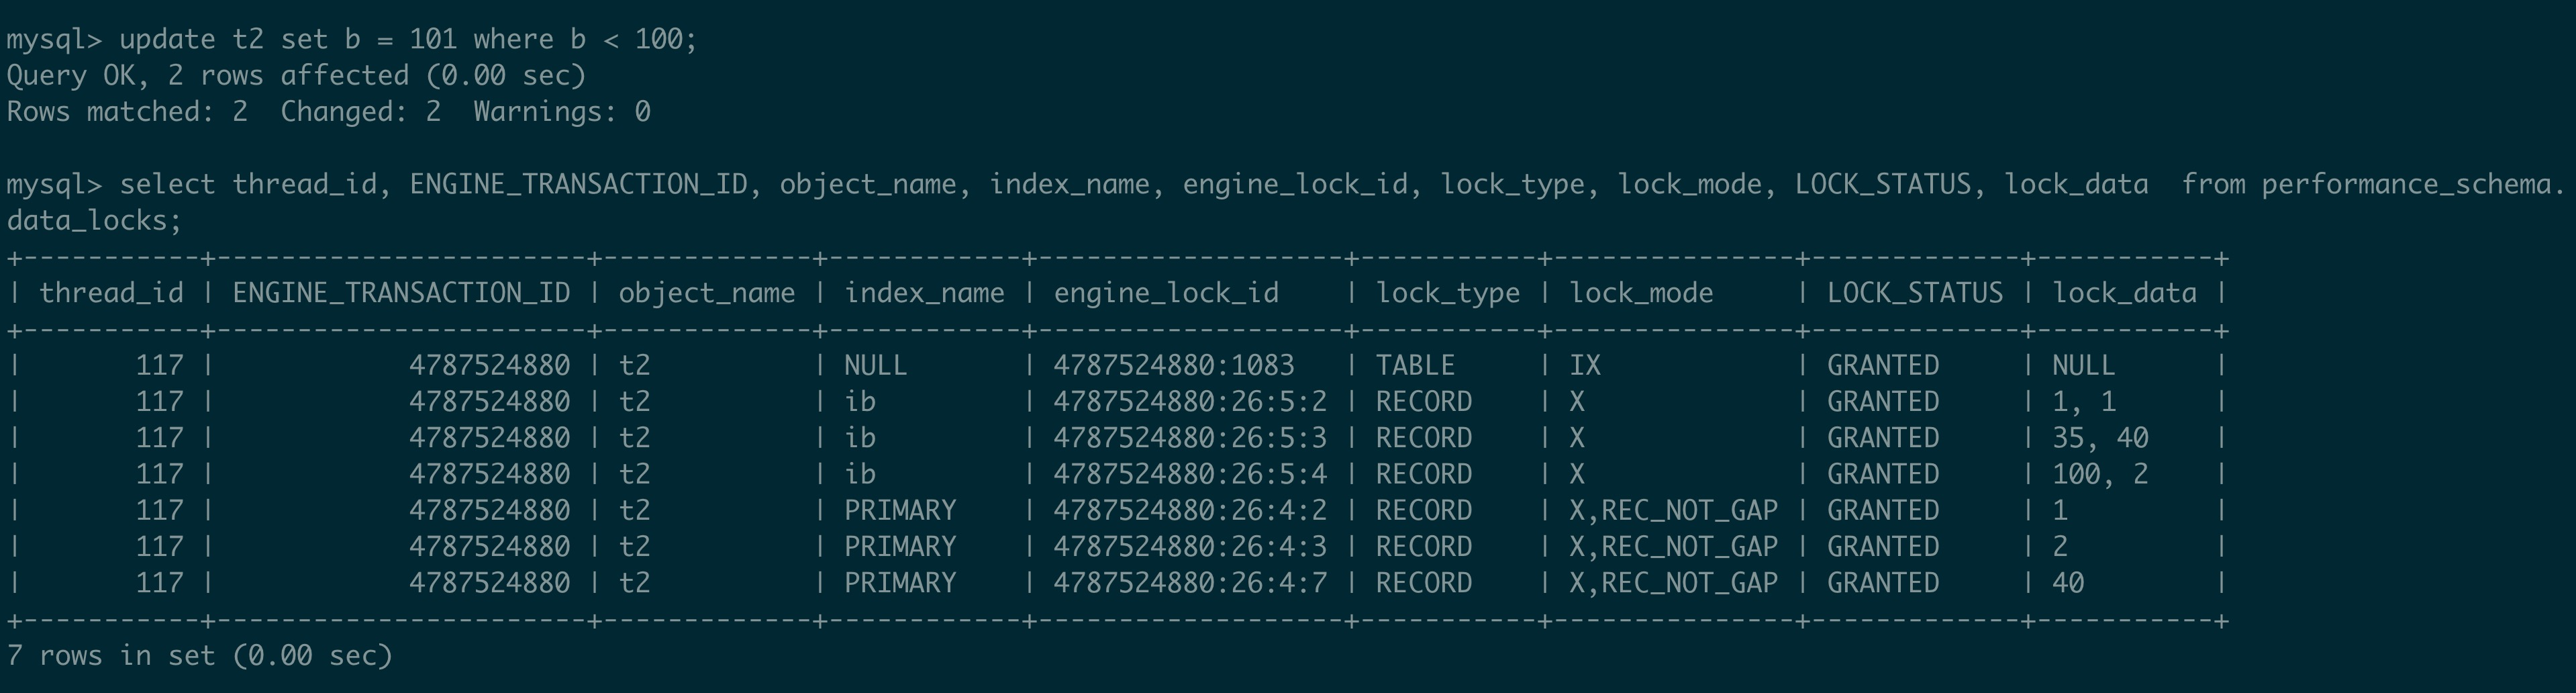 mysql> update t2 set b = 101 where b < 100;
Query OK, 2 rows affected (0.00 sec)
Rows matched: 2  Changed: 2  Warnings: 0
mysql> select thread_id, ENGINE_TRANSACTION_ID, object_name, index_name, engine_lock_id, lock_type, lock_mode, LOCK_STATUS, lock_data  from performance_schema.
data_locks;
+-----------+-----------------------+-------------+------------+-------------------+-----------+---------------+-------------+-----------+
| thread_id | ENGINE_TRANSACTION_ID | object_name | index_name | engine_lock_id    | lock_type | lock_mode     | LOCK_STATUS | lock_data |
+-----------+-----------------------+-------------+------------+-------------------+-----------+---------------+-------------+-----------+
|       117 |            4787524880 | t2          | NULL       | 4787524880:1083   | TABLE     | IX            | GRANTED     | NULL      |
|       117 |            4787524880 | t2          | ib         | 4787524880:26:5:2 | RECORD    | X             | GRANTED     | 1, 1      |
|       117 |            4787524880 | t2          | ib         | 4787524880:26:5:3 | RECORD    | X             | GRANTED     | 35, 40    |
|       117 |            4787524880 | t2          | ib         | 4787524880:26:5:4 | RECORD    | X             | GRANTED     | 100, 2    |
|       117 |            4787524880 | t2          | PRIMARY    | 4787524880:26:4:2 | RECORD    | X,REC_NOT_GAP | GRANTED     | 1         |
|       117 |            4787524880 | t2          | PRIMARY    | 4787524880:26:4:3 | RECORD    | X,REC_NOT_GAP | GRANTED     | 2         |
|       117 |            4787524880 | t2          | PRIMARY    | 4787524880:26:4:7 | RECORD    | X,REC_NOT_GAP | GRANTED     | 40        |
+-----------+-----------------------+-------------+------------+-------------------+-----------+---------------+-------------+-----------+
7 rows in set (0.00 sec)